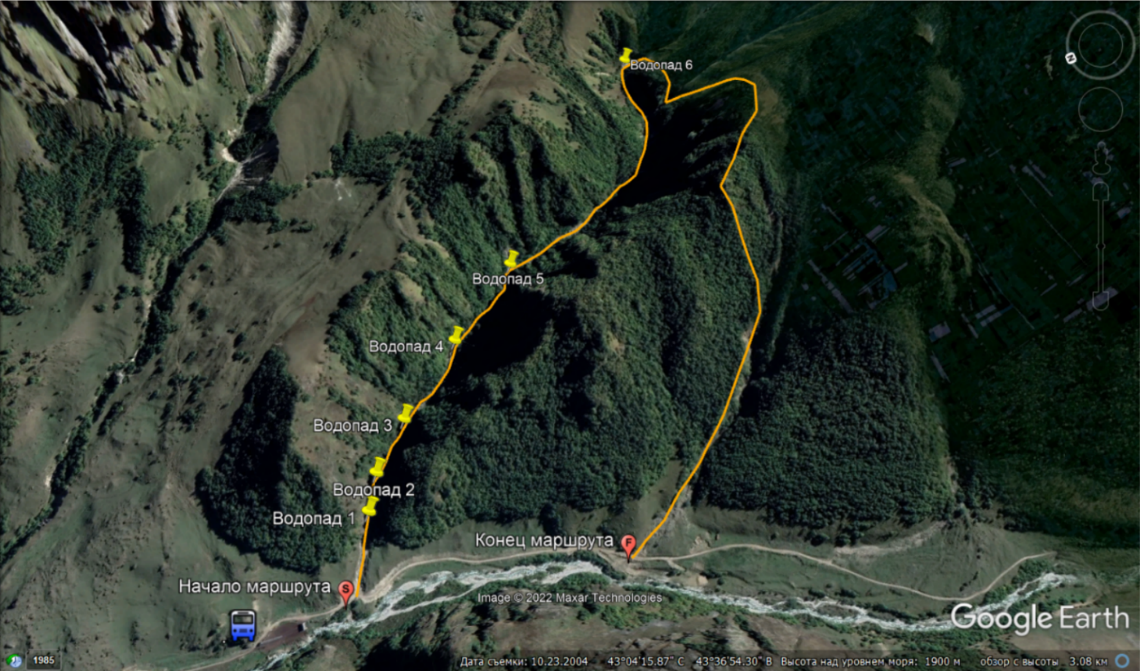 Водопад 6
Водопад 5
Водопад 4
Водопад 3
Водопад 2
Водопад 1
Конец маршрута
F
Начало маршрута
S
Image © 2022 Maxar Technologies
Google Earth
1985
Дата съемки: 10.23.2004 43°04'15.87" С 43°36'54.30" В Высота над уровнем моря: 1900 м обзор с высоты 3.08 км